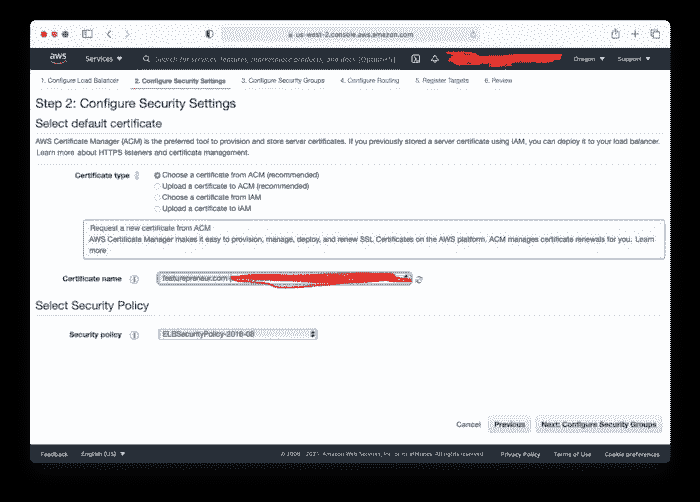 us-west-2.console.aws.amazon.com
aws Services Search for services, features, marketplace products, and docs [Option+S] Oregon Support
1. Configure Load Balancer 2. Configure Security Settings 3. Configure Security Groups 4. Configure Routing 5. Register Targets 6. Review
Step 2: Configure Security Settings
Select default certificate
AWS Certificate Manager (ACM) is the preferred tool to provision and store server certificates. If you previously stored a server certificate using IAM, you can deploy it to your load balancer.
Learn more about HTTPS listeners and certificate management.
Certificate type Choose a certificate from ACM (recommended)
Upload a certificate to ACM (recommended)
Choose a certificate from IAM
Upload a certificate to IAM
Request a new certificate from ACM
AWS Certificate Manager makes it easy to provision, manage, deploy, and renew SSL Certificates on the AWS platform. ACM manages certificate renewals for you. Learn
more
Certificate name featurepreneur.com
Select Security Policy
Security policy ELBSecurityPolicy-2016-08
Cancel Previous Next: Configure Security Groups
Feedback English (US) Amazon Web Services, Inc. or its affiliates. All rights reserved. Privacy Policy Terms of Use Cookie preferences